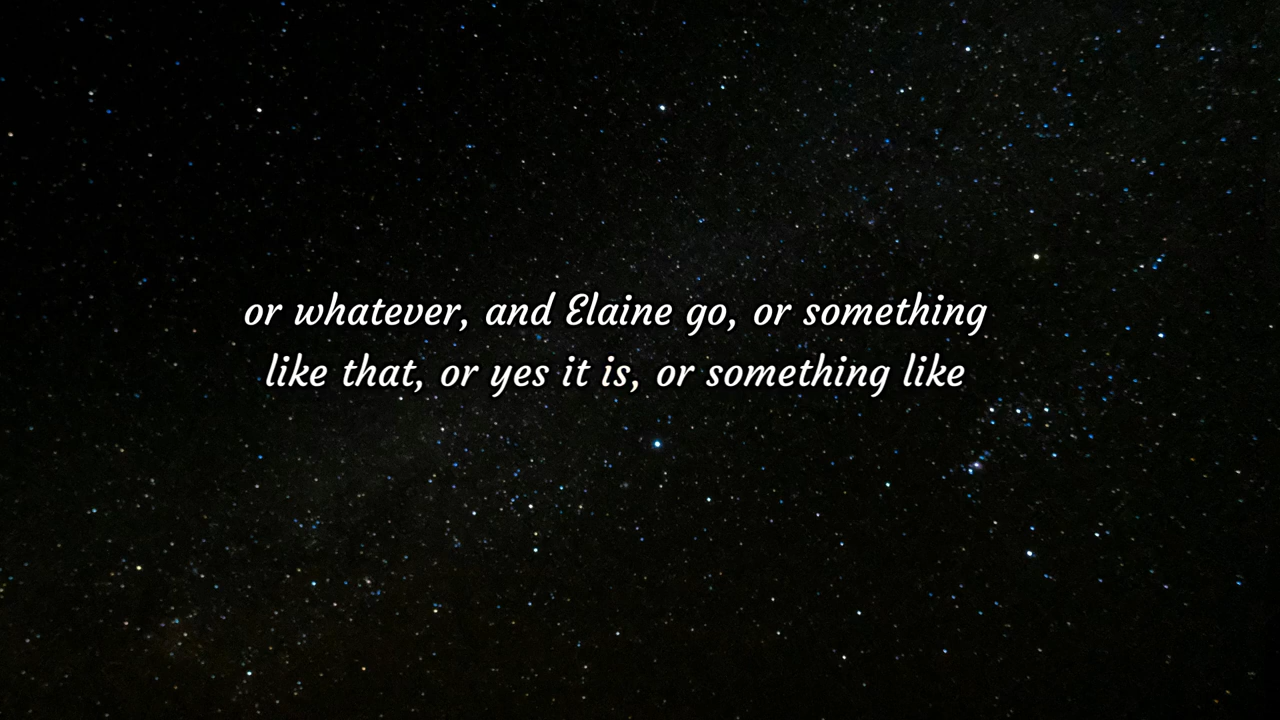 or whatever, and Elaine go, or something
like that, or yes it is, or something like